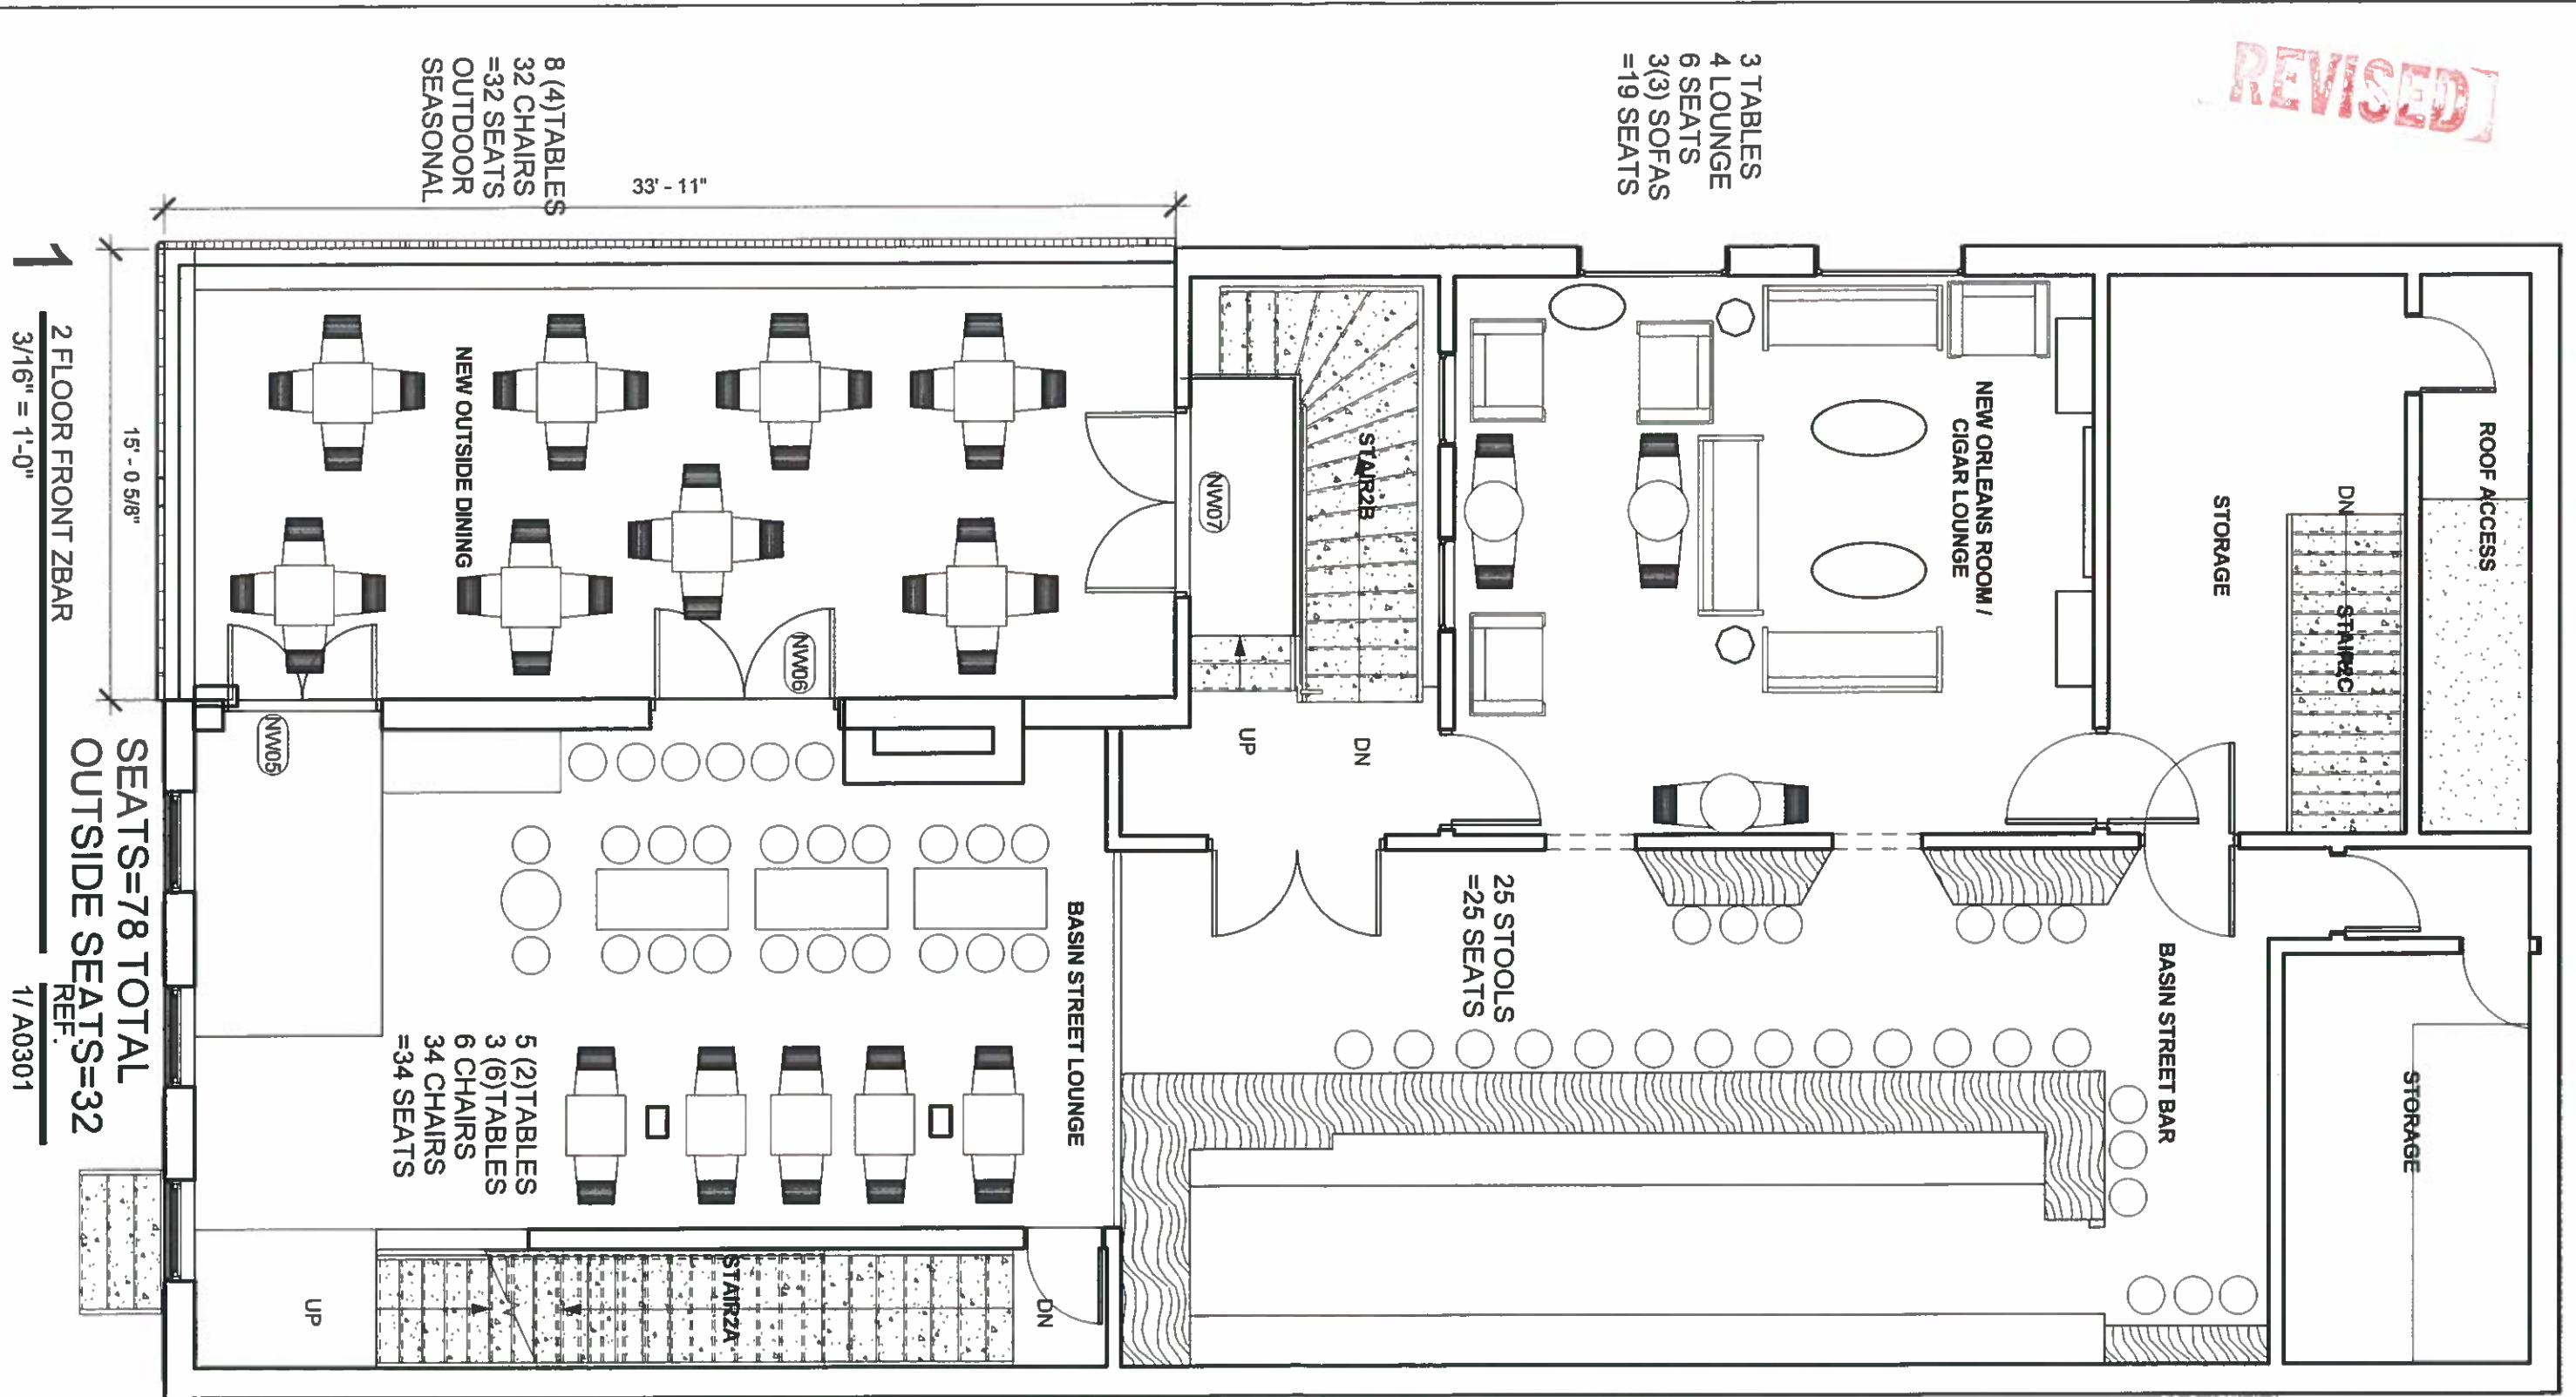 REVISED
3 TABLES
4 LOUNGE
6 SEATS
3(3) SOFAS
=19 SEATS
8 (4)TABLES
32 CHAIRS
=32 SEATS
OUTDOOR
SEASONAL
33' - 11"
15' - 0 5/8"
ROOF ACCESS
DN
STAIR2C
STORAGE
NEW ORLEANS ROOM /
CIGAR LOUNGE
STAIR2B
NW07
UP
DN
NEW OUTSIDE DINING
NW06
NW05
STORAGE
BASIN STREET BAR
25 STOOLS
=25 SEATS
BASIN STREET LOUNGE
5 (2)TABLES
3 (6)TABLES
6 CHAIRS
34 CHAIRS
=34 SEATS
DN
STAIR2A
UP
SEATS=78 TOTAL
OUTSIDE SEATS=32
1
2 FLOOR FRONT ZBAR
3/16" = 1'-0"
REF.
1/ A0301